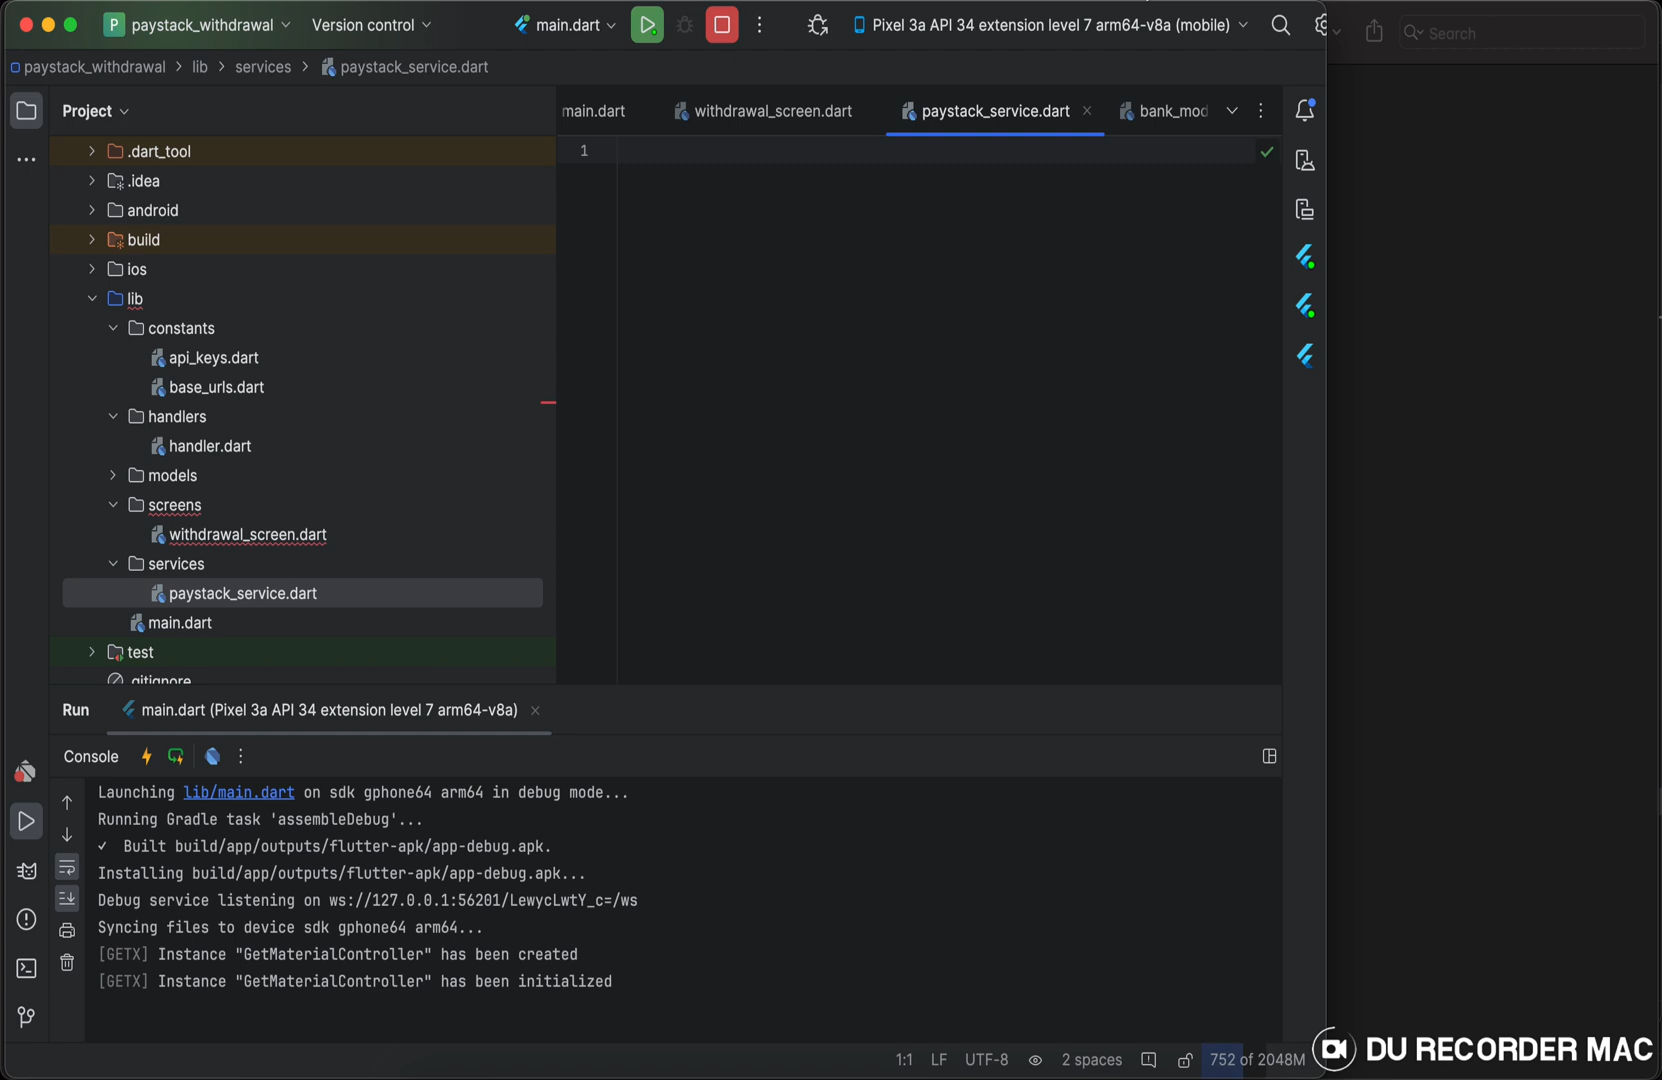 P paystack_withdrawal
Version control
main.dart
Pixel 3a API 34 extension level 7 arm64-v8a (mobile)
Search
paystack_withdrawal > lib > services > paystack_service.dart
Project
main.dart
withdrawal_screen.dart
paystack_service.dart
bank_mod
.dart_tool
1
.idea
android
build
ios
lib
constants
api_keys.dart
base_urls.dart
handlers
handler.dart
models
screens
withdrawal_screen.dart
services
paystack_service.dart
main.dart
test
.gitignore
Run
main.dart (Pixel 3a API 34 extension level 7 arm64-v8a)
Console
Launching lib/main.dart on sdk gphone64 arm64 in debug mode...
Running Gradle task 'assembleDebug'...
✓ Built build/app/outputs/flutter-apk/app-debug.apk.
Installing build/app/outputs/flutter-apk/app-debug.apk...
Debug service listening on ws://127.0.0.1:56201/LewycLwtY_c=/ws
Syncing files to device sdk gphone64 arm64...
[GETX] Instance "GetMaterialController" has been created
[GETX] Instance "GetMaterialController" has been initialized
1:1 LF UTF-8 2 spaces 752 of 2048M
DU RECORDER MAC